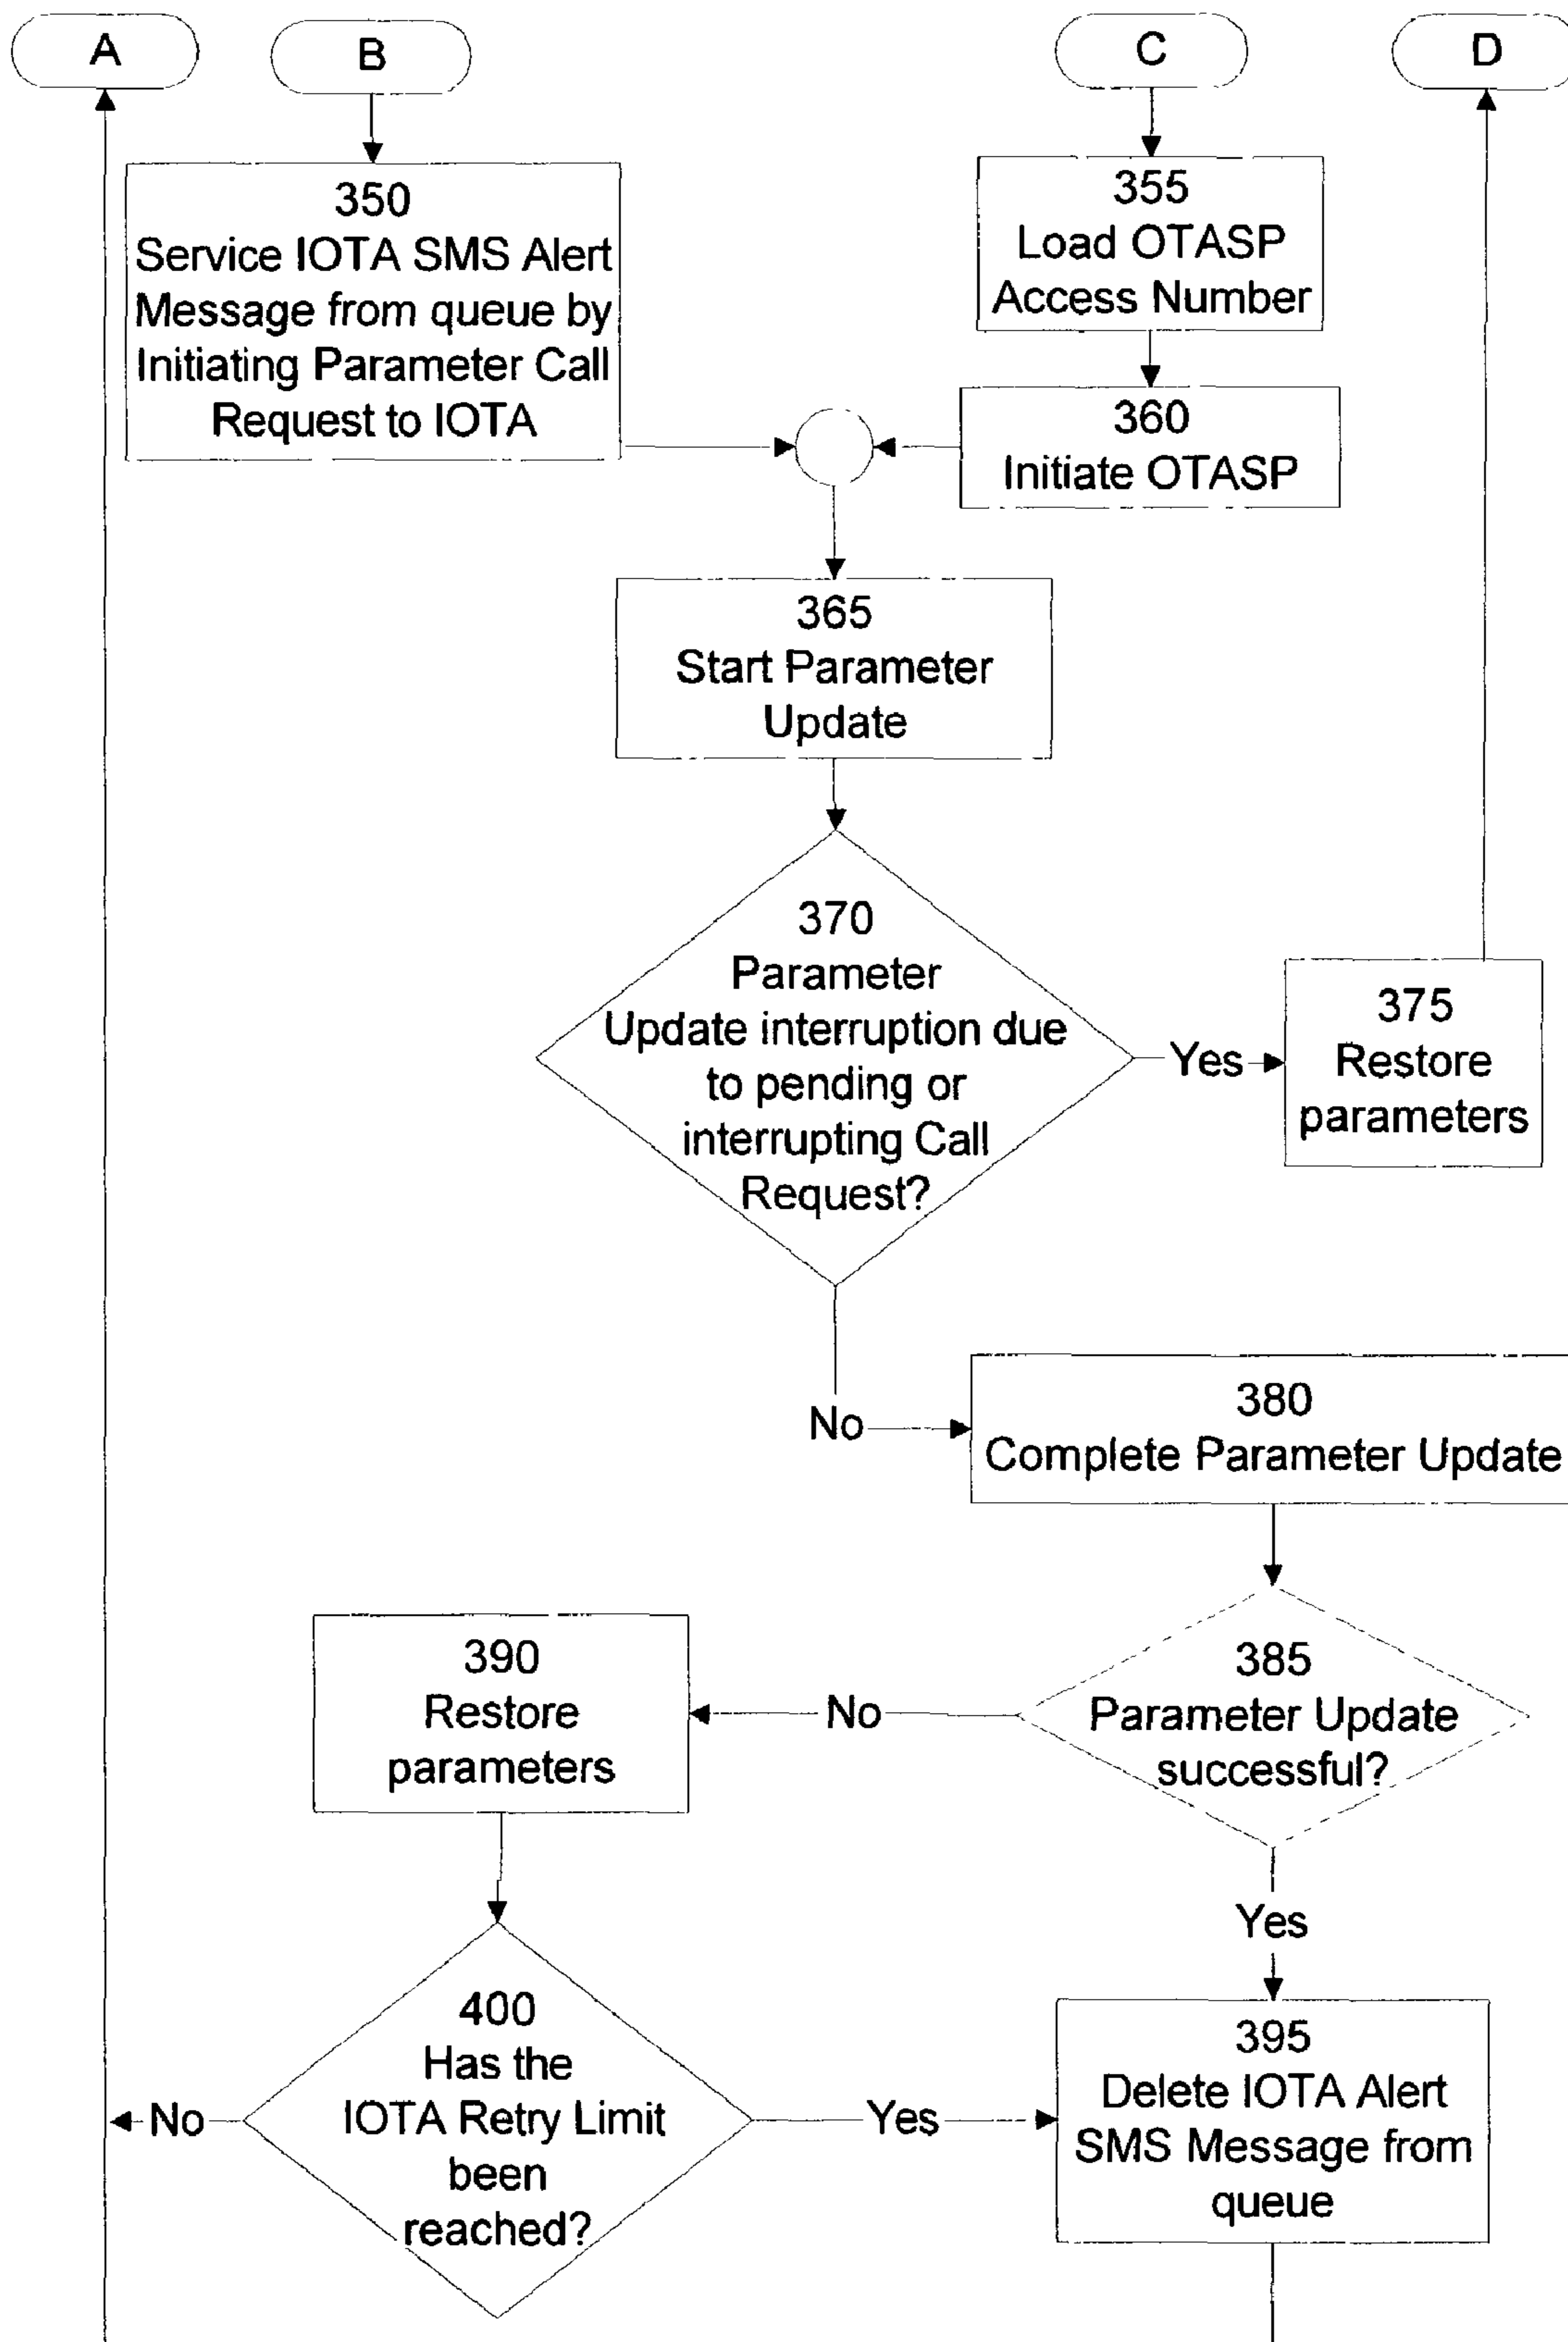 A
B
C
D
350
Service IOTA SMS Alert
Message from queue by
Initiating Parameter Call
Request to IOTA
355
Load OTASP
Access Number
360
Initiate OTASP
365
Start Parameter
Update
370
Parameter
Update interruption due
to pending or
interrupting Call
Request?
Yes
375
Restore
parameters
No
380
Complete Parameter Update
385
Parameter Update
successful?
No
390
Restore
parameters
Yes
400
Has the
IOTA Retry Limit
been
reached?
No
Yes
395
Delete IOTA Alert
SMS Message from
queue